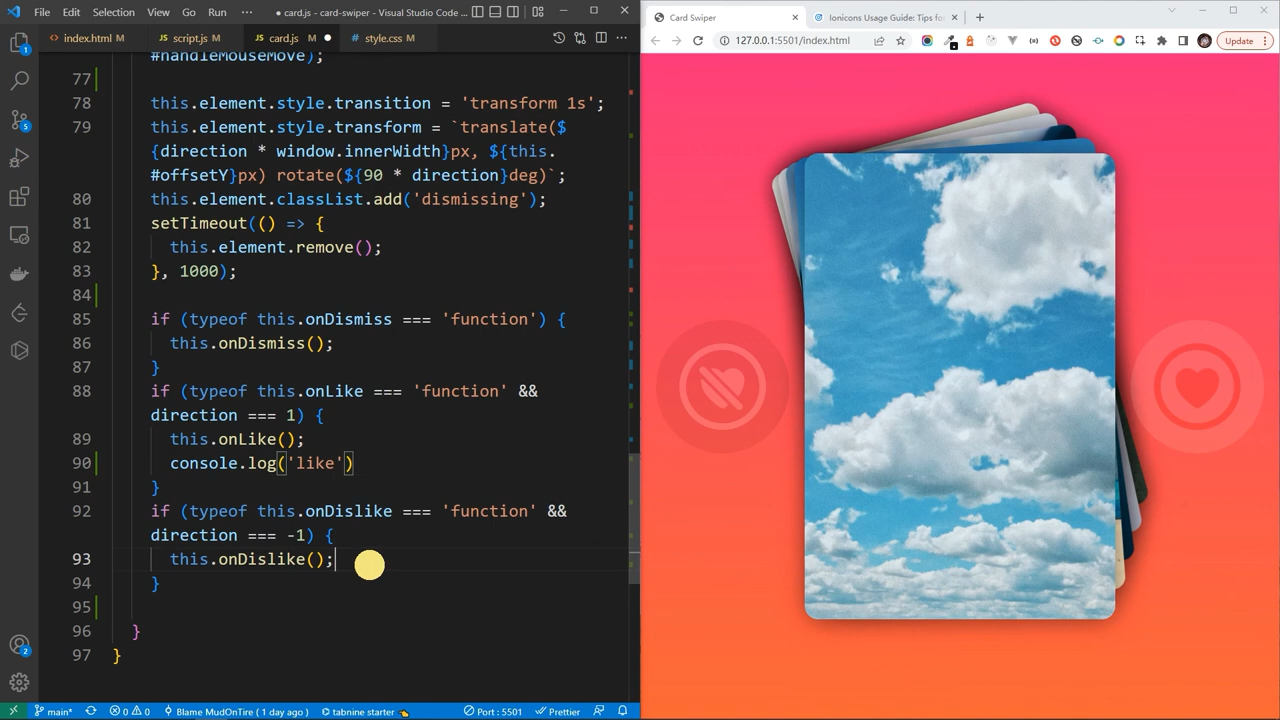 File Edit Selection View Go Run ... ● card.js - card-swiper - Visual Studio Code ...
index.html M script.js M card.js M ● style.css M
#handleMouseMove);
77
78 this.element.style.transition = 'transform 1s';
79 this.element.style.transform = `translate($
{direction * window.innerWidth}px, ${this.
#offsetY}px) rotate(${90 * direction}deg)`;
80 this.element.classList.add('dismissing');
81 setTimeout(() => {
82 this.element.remove();
83 }, 1000);
84
85 if (typeof this.onDismiss === 'function') {
86 this.onDismiss();
87 }
88 if (typeof this.onLike === 'function' &&
direction === 1) {
89 this.onLike();
90 console.log('like')
91 }
92 if (typeof this.onDislike === 'function' &&
direction === -1) {
93 this.onDislike();
94 }
95
96 }
97 }
1
5
2
main* 0 0 Blame MudOnTire ( 1 day ago ) tabnine starter Port : 5501 Prettier
Card Swiper Ionicons Usage Guide: Tips for
127.0.0.1:5501/index.html Update